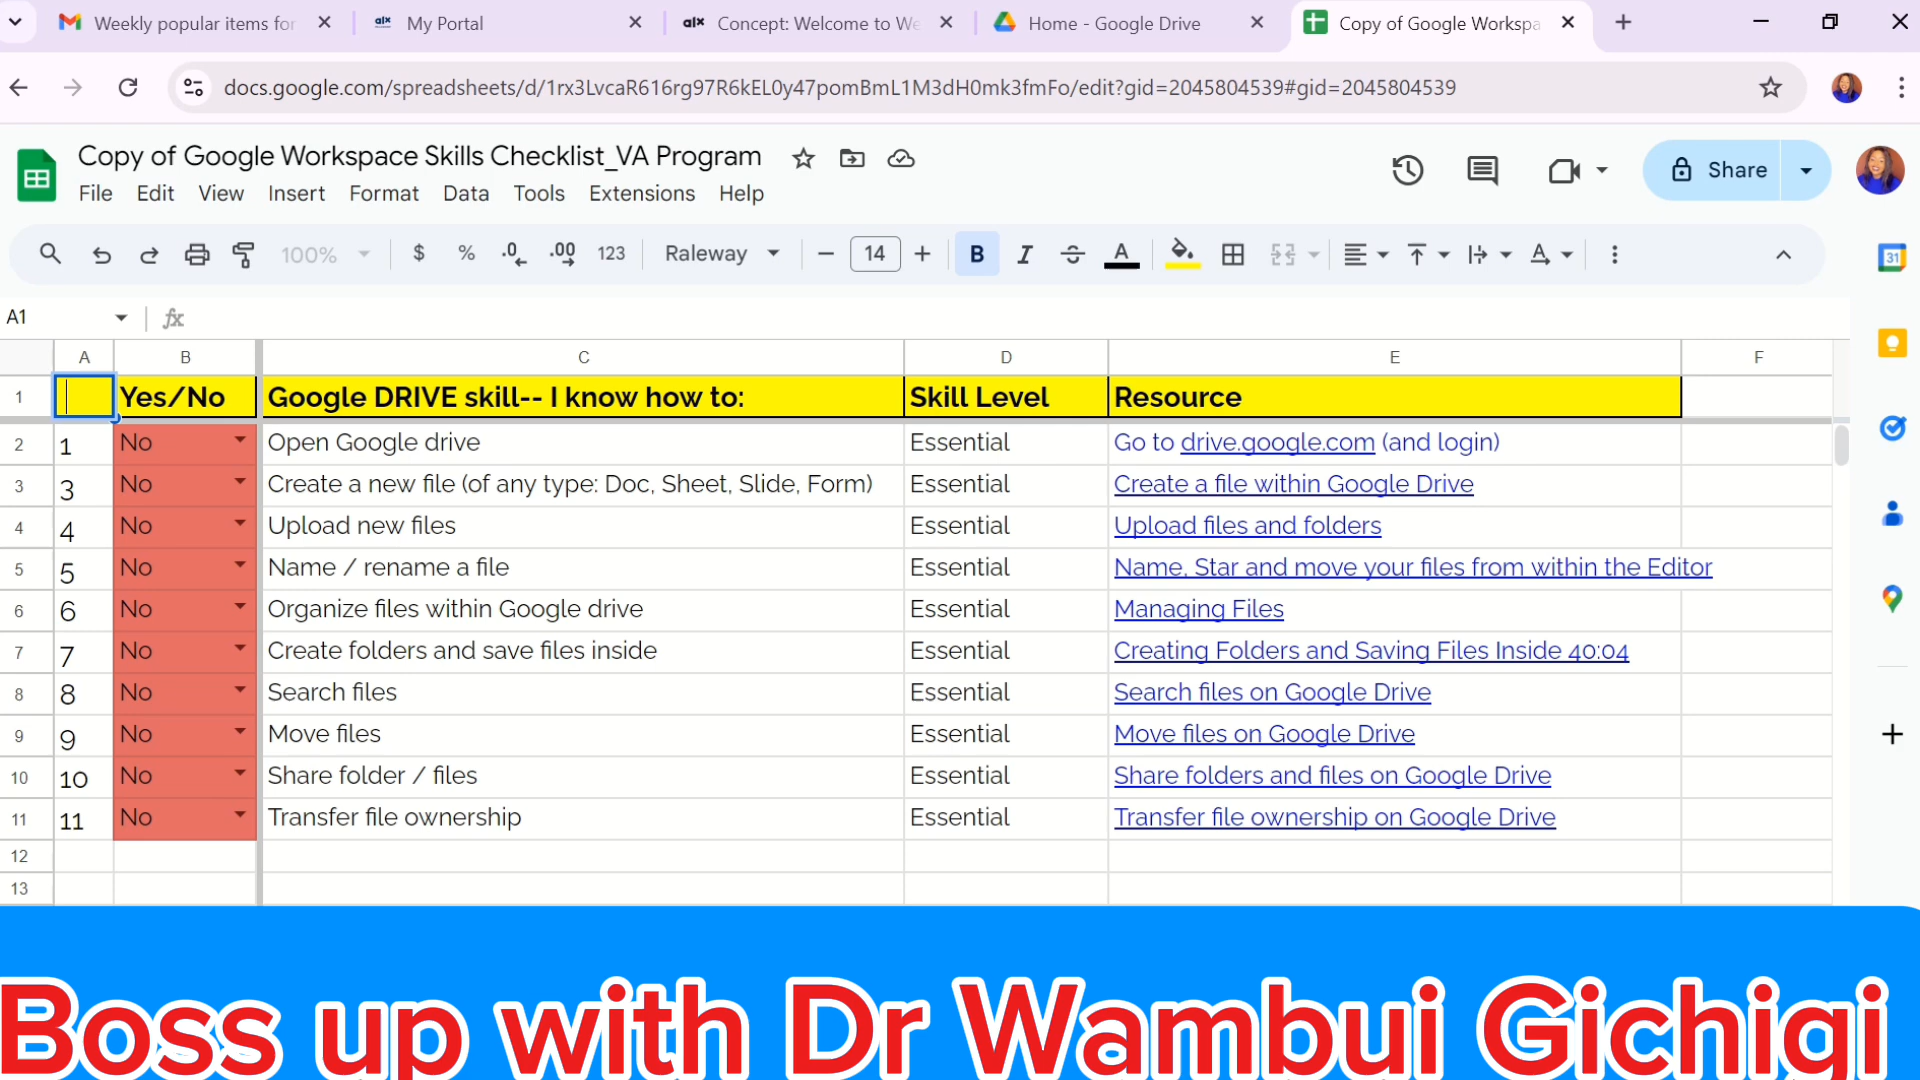 Weekly popular items for
My Portal
alx Concept: Welcome to We
Home - Google Drive
Copy of Google Workspa
docs.google.com/spreadsheets/d/1rx3LvcaR616rg97R6kEL0y47pomBmL1M3dH0mk3fmFo/edit?gid=2045804539#gid=2045804539
Copy of Google Workspace Skills Checklist_VA Program
File Edit View Insert Format Data Tools Extensions Help
Share
100% $ % .0 .00 123 Raleway 14 B I A
31
A1 fx
A B C D E F
1 Yes/No Google DRIVE skill-- I know how to: Skill Level Resource
2 1 No Open Google drive Essential Go to drive.google.com (and login)
3 3 No Create a new file (of any type: Doc, Sheet, Slide, Form) Essential Create a file within Google Drive
4 4 No Upload new files Essential Upload files and folders
5 5 No Name / rename a file Essential Name, Star and move your files from within the Editor
6 6 No Organize files within Google drive Essential Managing Files
7 7 No Create folders and save files inside Essential Creating Folders and Saving Files Inside 40:04
8 8 No Search files Essential Search files on Google Drive
9 9 No Move files Essential Move files on Google Drive
10 10 No Share folder / files Essential Share folders and files on Google Drive
11 11 No Transfer file ownership Essential Transfer file ownership on Google Drive
12
13
Boss up with Dr Wambui Gichigi